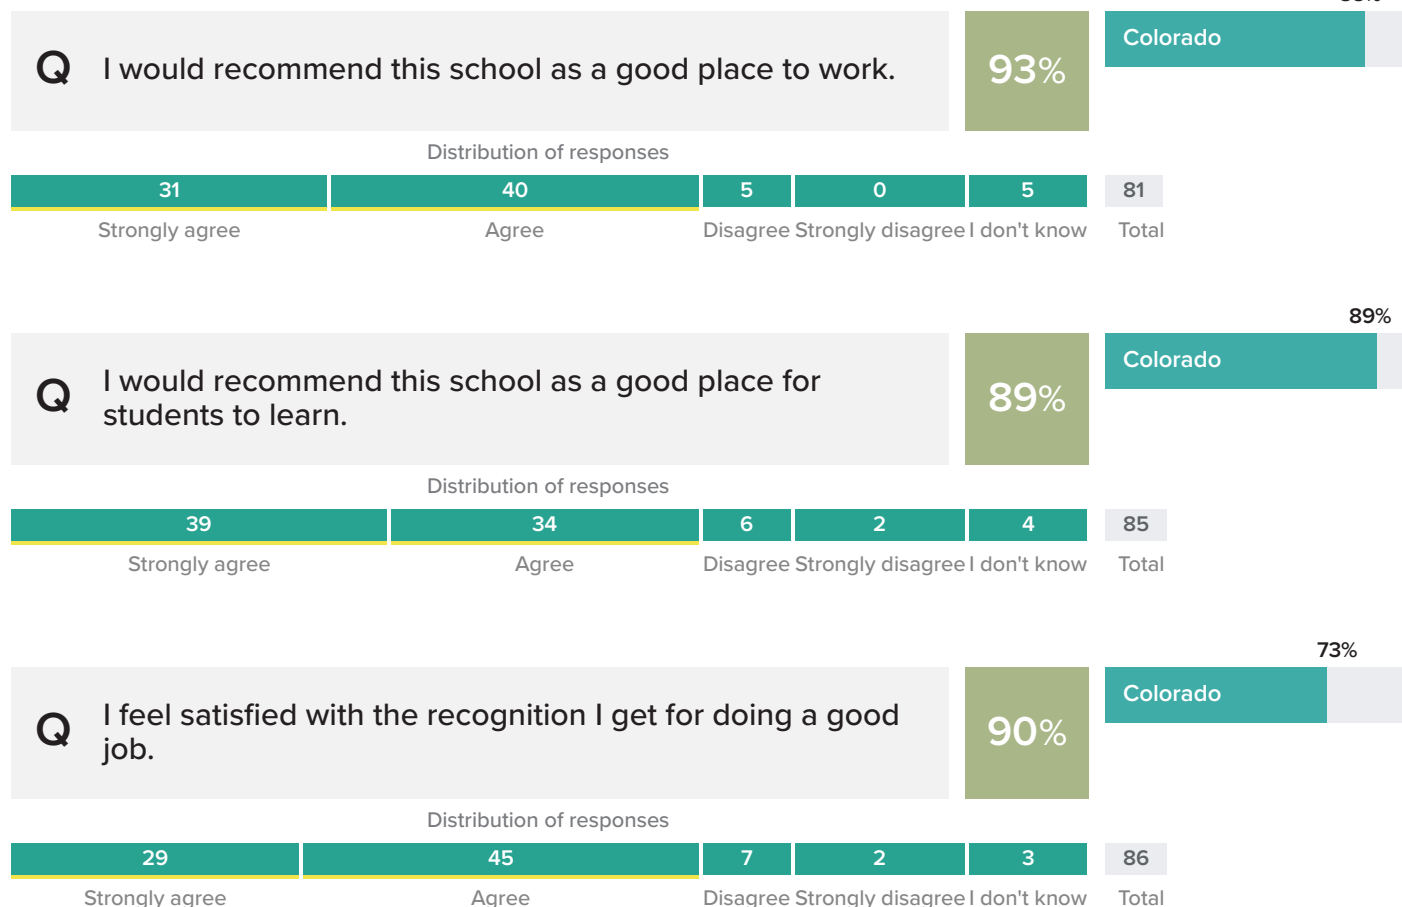 Q I would recommend this school as a good place to work.
93%
Colorado
Distribution of responses
31 40 5 0 5 81
Strongly agree Agree Disagree Strongly disagree I don't know Total
89%
Q I would recommend this school as a good place for
students to learn.
89%
Colorado
Distribution of responses
39 34 6 2 4 85
Strongly agree Agree Disagree Strongly disagree I don't know Total
73%
Q I feel satisfied with the recognition I get for doing a good
job.
90%
Colorado
Distribution of responses
29 45 7 2 3 86
Strongly agree Agree Disagree Strongly disagree I don't know Total